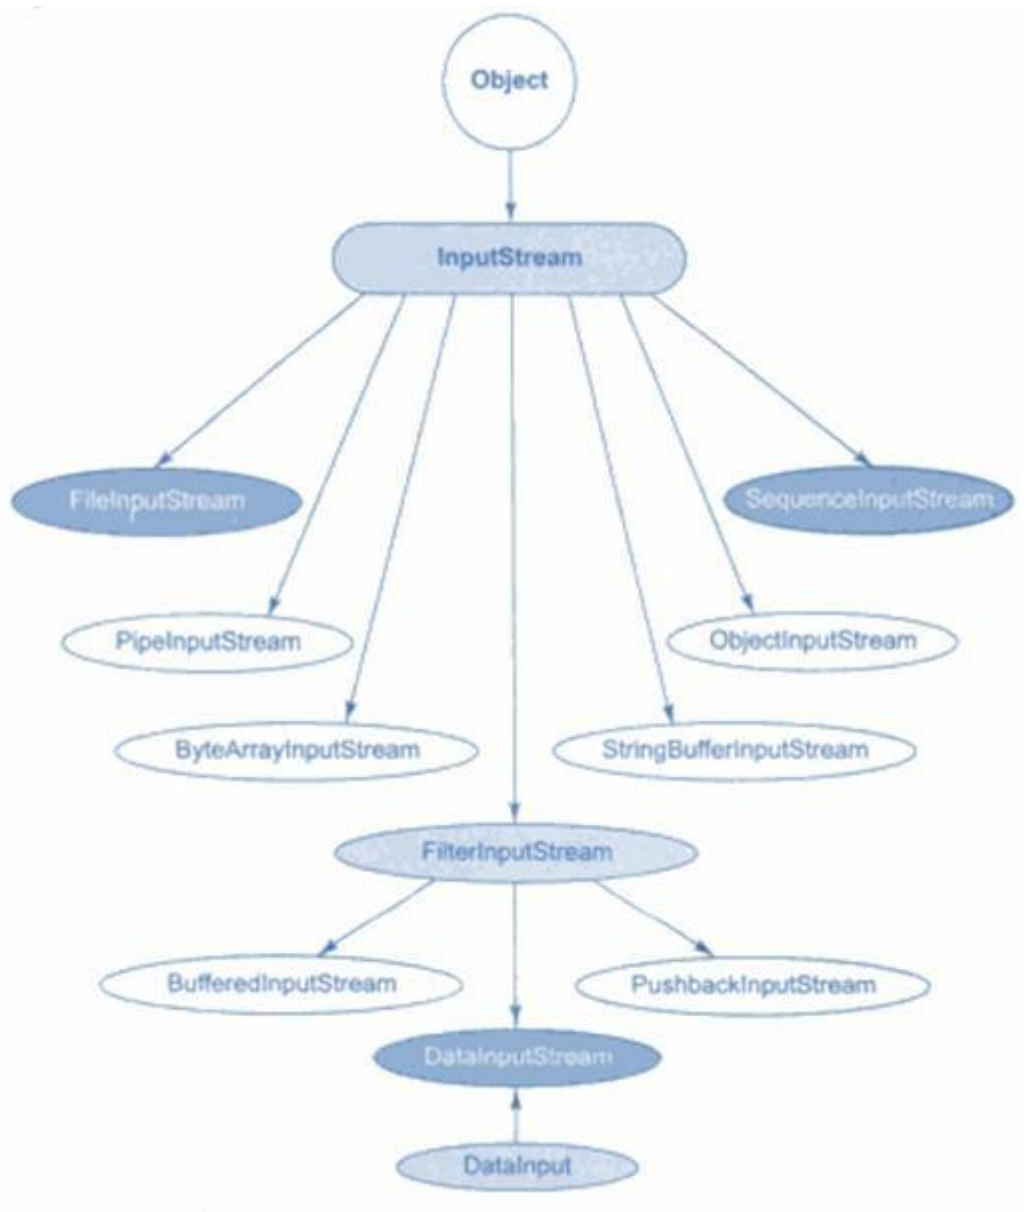 Object
InputStream
FileInputStream
SequenceInputStream
PipeInputStream
ObjectInputStream
ByteArrayInputStream
StringBufferInputStream
FilterInputStream
BufferedInputStream
PushbackInputStream
DataInputStream
DataInput